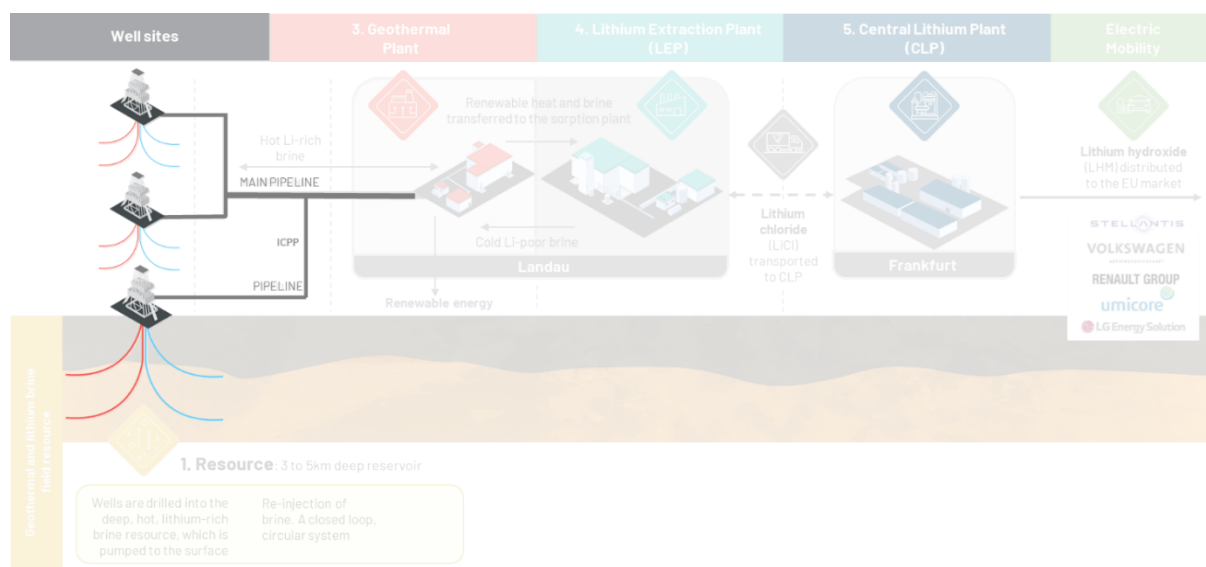 Well sites
3. Geothermal
Plant
4. Lithium Extraction Plant
(LEP)
5. Central Lithium Plant
(CLP)
Electric
Mobility
Renewable heat and brine
transferred to the sorption plant
Hot Li-rich
brine
MAIN PIPELINE
ICPP
PIPELINE
Cold Li-poor brine
Landau
Renewable energy
Lithium
chloride
(LiCl)
transported
to CLP
Frankfurt
Lithium hydroxide
(LHM) distributed
to the EU market
STELLANTIS
VOLKSWAGEN
RENAULT GROUP
umicore
LG Energy Solution
Geothermal and lithium brine
field resource
1. Resource: 3 to 5km deep reservoir
Wells are drilled into the
deep, hot, lithium-rich
brine resource, which is
pumped to the surface
Re-injection of
brine. A closed loop,
circular system